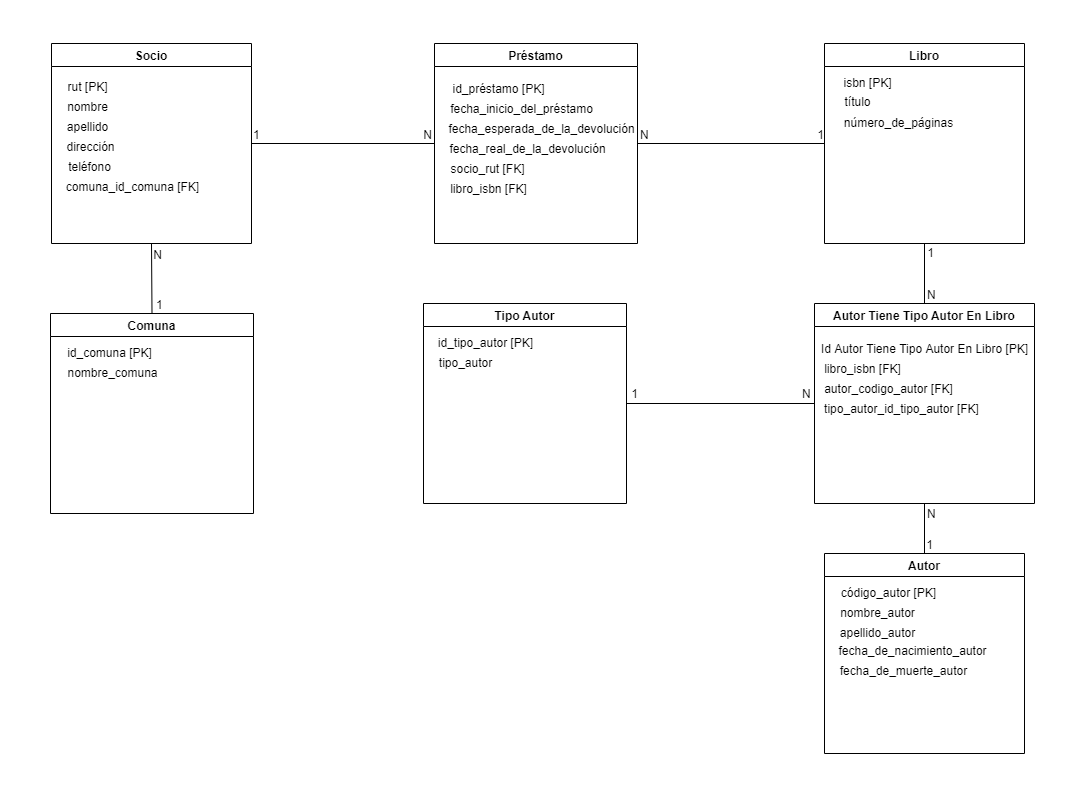 Socio
rut [PK]
nombre
apellido
dirección
teléfono
comuna_id_comuna [FK]
1
N
Préstamo
id_préstamo [PK]
fecha_inicio_del_préstamo
fecha_esperada_de_la_devolución
fecha_real_de_la_devolución
socio_rut [FK]
libro_isbn [FK]
N
1
Libro
isbn [PK]
título
número_de_páginas
N
1
1
N
Comuna
id_comuna [PK]
nombre_comuna
Tipo Autor
id_tipo_autor [PK]
tipo_autor
1
N
Autor Tiene Tipo Autor En Libro
Id Autor Tiene Tipo Autor En Libro [PK]
libro_isbn [FK]
autor_codigo_autor [FK]
tipo_autor_id_tipo_autor [FK]
N
1
Autor
código_autor [PK]
nombre_autor
apellido_autor
fecha_de_nacimiento_autor
fecha_de_muerte_autor